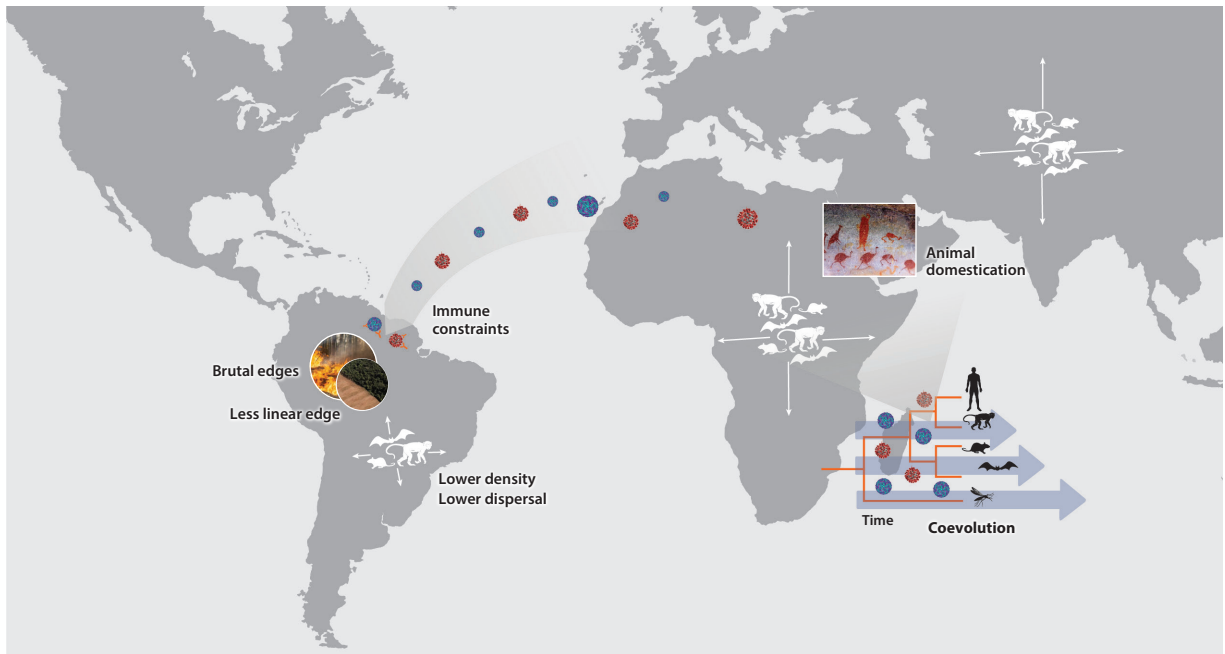 Animal
domestication
Immune
constraints
Brutal edges
Less linear edge
Lower density
Lower dispersal
Time
Coevolution